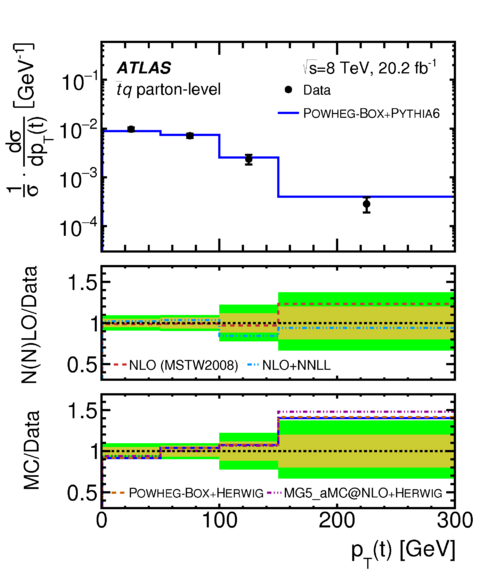 ATLAS √s=8 TeV, 20.2 fb⁻¹
t̄q parton-level Data
POWHEG-BOX+PYTHIA6
10⁻¹
10⁻²
10⁻³
10⁻⁴
1/σ · dσ/dp_T(t) [GeV⁻¹]
1.5
1
0.5
N(N)LO/Data
NLO (MSTW2008) NLO+NNLL
1.5
1
0.5
MC/Data
POWHEG-BOX+HERWIG MG5_aMC@NLO+HERWIG
0 100 200 300
p_T(t) [GeV]